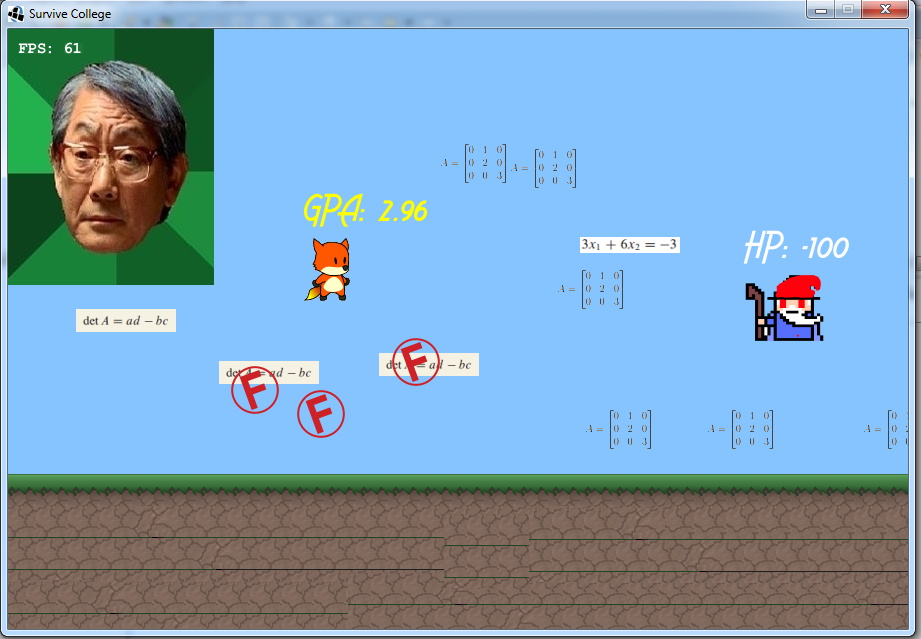 Survive College
FPS: 61
A = [0 1 0
0 2 0
0 0 3]
A = [0 1 0
0 2 0
0 0 3]
GPA: 2.96
3x₁ + 6x₂ = −3
HP: -100
A = [0 1 0
0 2 0
0 0 3]
det A = ad − bc
det A = ad − bc
F
det A = ad − bc
F
F
A = [0 1 0
0 2 0
0 0 3]
A = [0 1 0
0 2 0
0 0 3]
A = [0
0
0